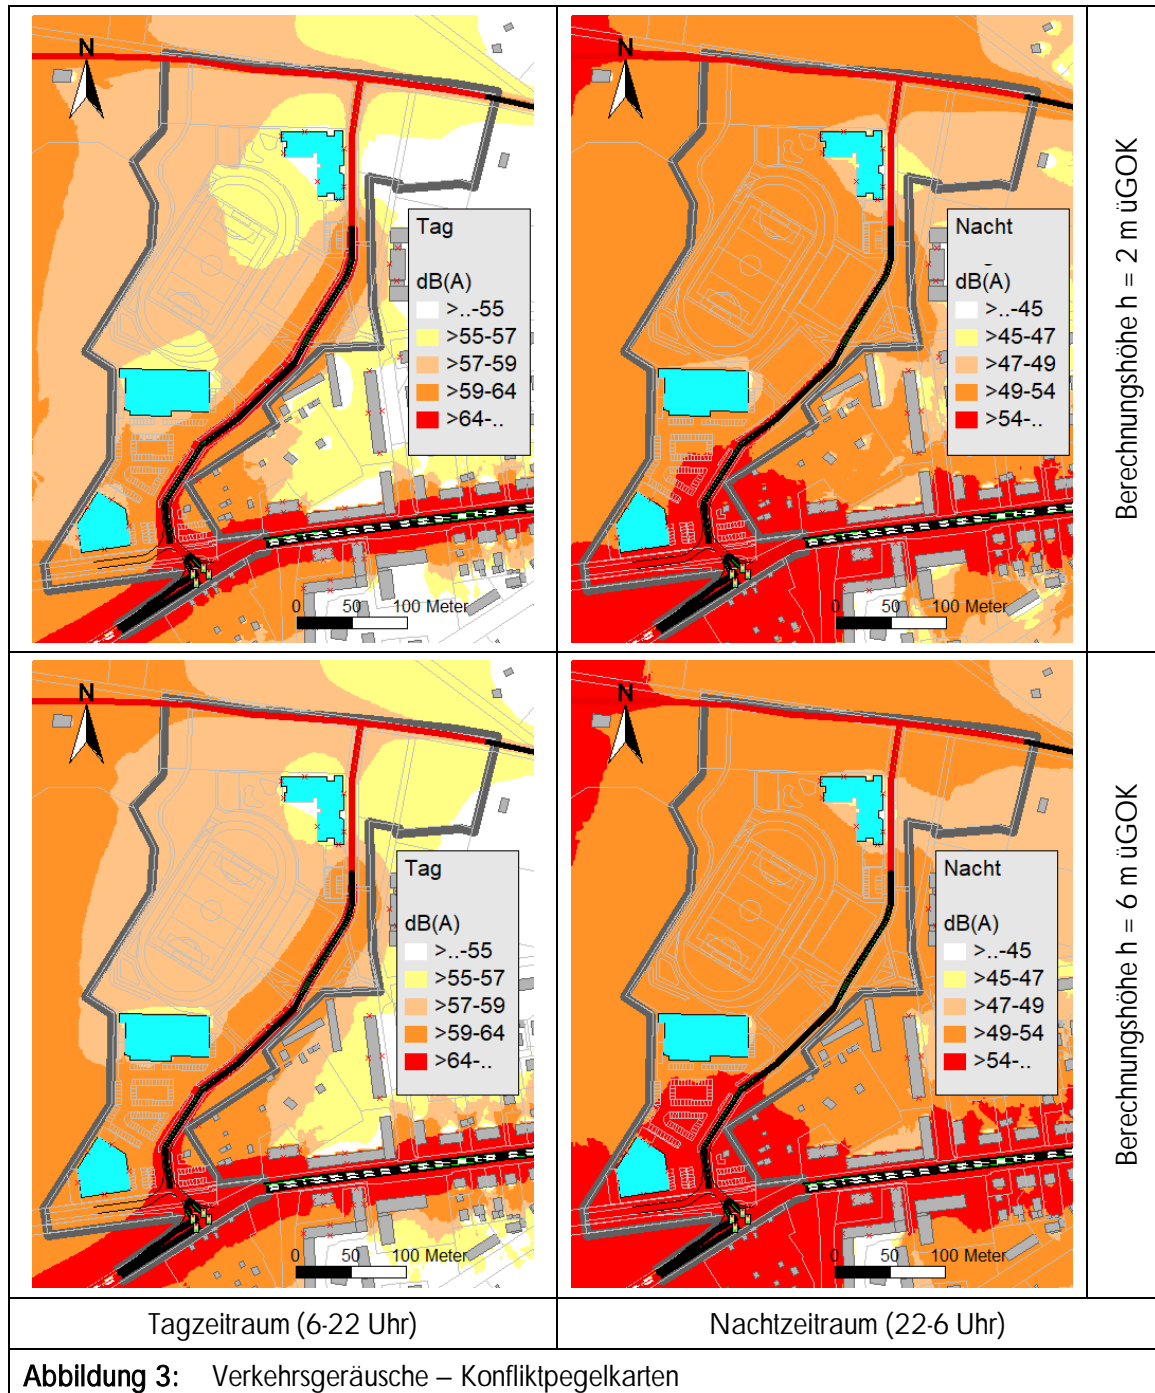 N
Tag
dB(A)
>..-55
>55-57
>57-59
>59-64
>64-..
0 50 100 Meter
N
Nacht
dB(A)
>..-45
>45-47
>47-49
>49-54
>54-..
0 50 100 Meter
Berechnungshöhe h = 2 m üGOK
N
Tag
dB(A)
>..-55
>55-57
>57-59
>59-64
>64-..
0 50 100 Meter
N
Nacht
dB(A)
>..-45
>45-47
>47-49
>49-54
>54-..
0 50 100 Meter
Berechnungshöhe h = 6 m üGOK
Tagzeitraum (6-22 Uhr)
Nachtzeitraum (22-6 Uhr)
Abbildung 3: Verkehrsgeräusche – Konfliktpegelkarten